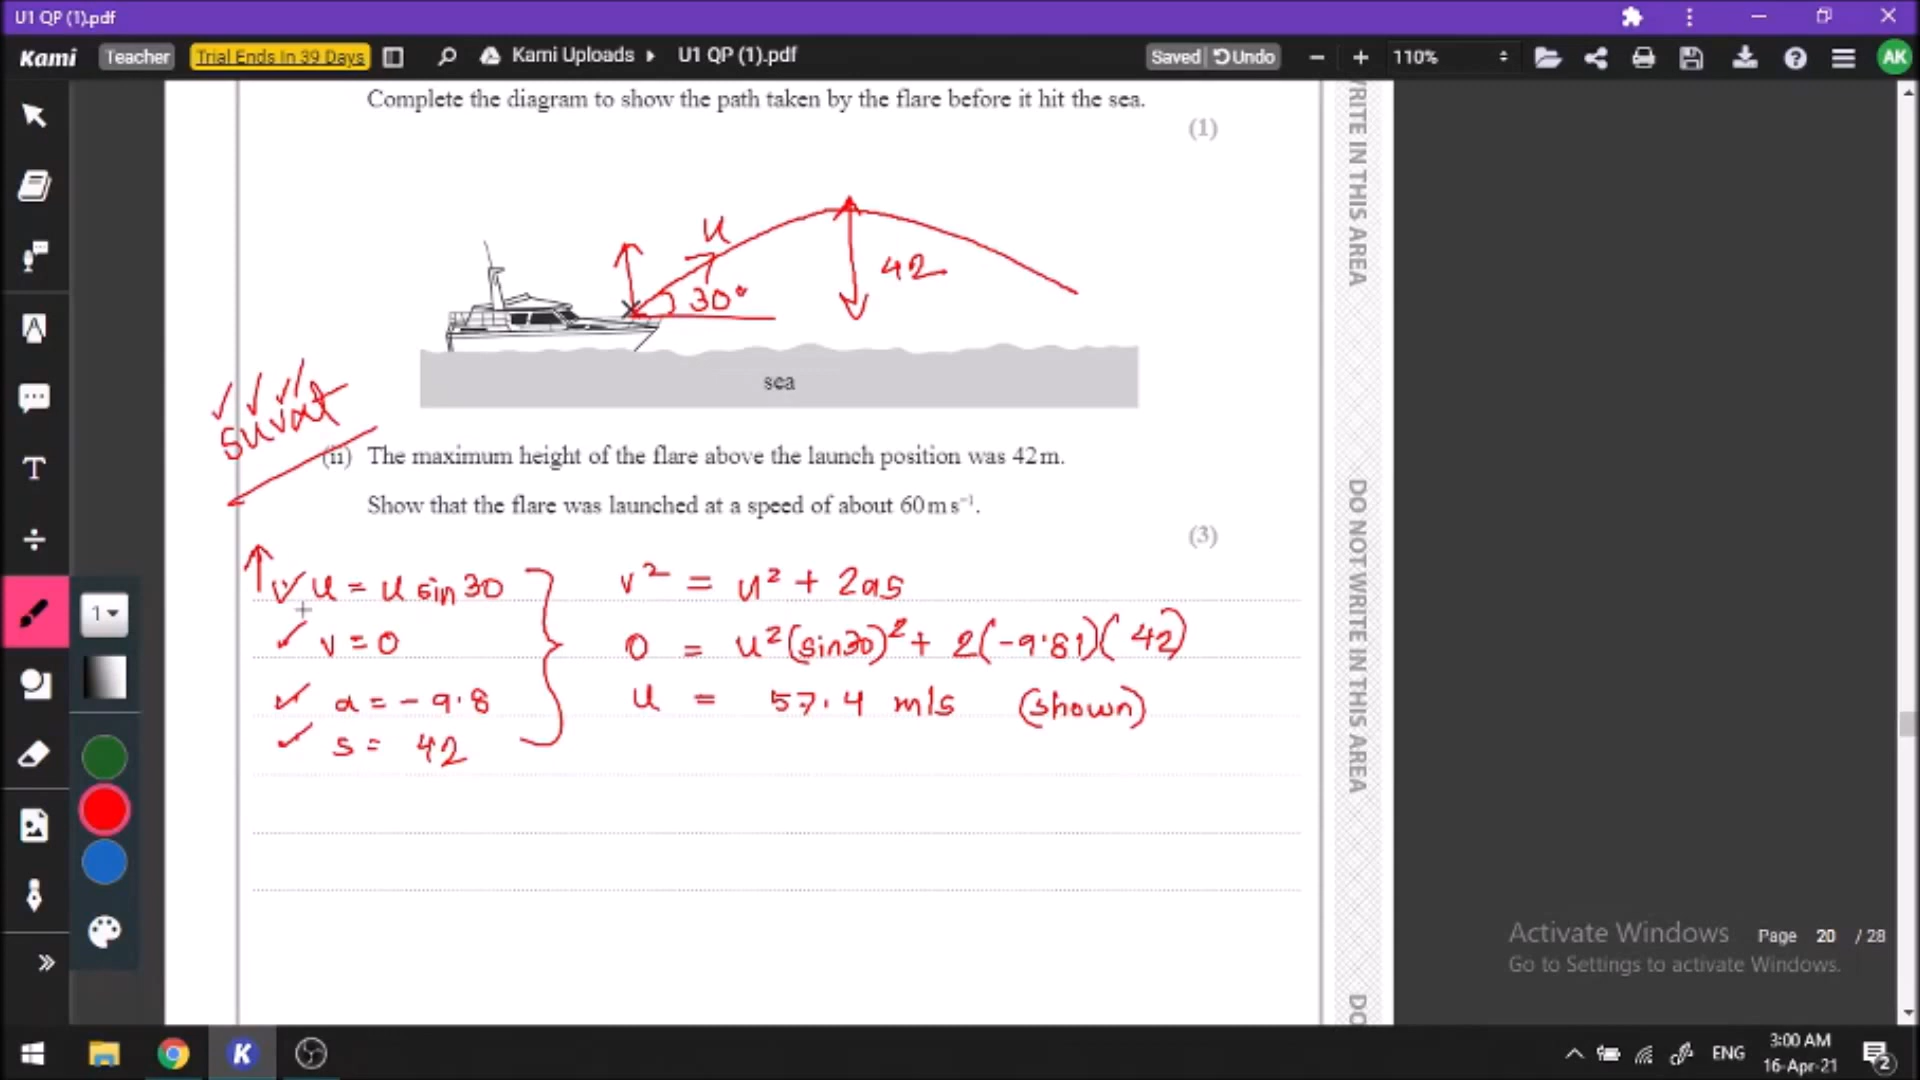 U1 QP (1).pdf
Kami Teacher Trial Ends In 39 Days Kami Uploads U1 QP (1).pdf Saved Undo 110% AK
Complete the diagram to show the path taken by the flare before it hit the sea.
(1)
u
30°
42
sea
suvat
(ii) The maximum height of the flare above the launch position was 42 m.
Show that the flare was launched at a speed of about 60 m s⁻¹.
(3)
u = u sin 30
v = 0
a = - 9.8
s = 42
v² = u² + 2as
0 = u²(sin30)² + 2(-9.81)(42)
u = 57.4 m/s (shown)
1
T
RITE IN THIS AREA
DO NOT WRITE IN THIS AREA
DO
Activate Windows
Go to Settings to activate Windows.
Page 20 / 28
K
ENG
3:00 AM
16-Apr-21
2